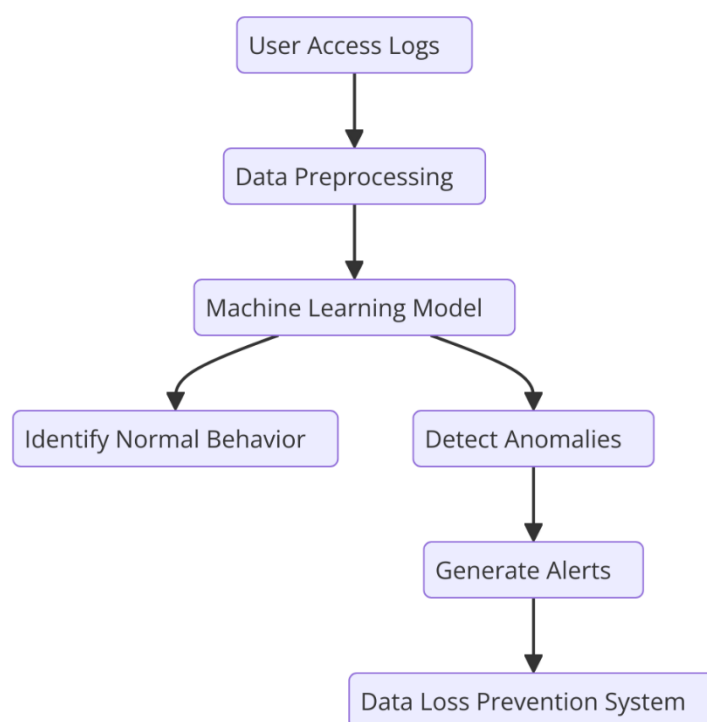 User Access Logs
Data Preprocessing
Machine Learning Model
Identify Normal Behavior
Detect Anomalies
Generate Alerts
Data Loss Prevention System